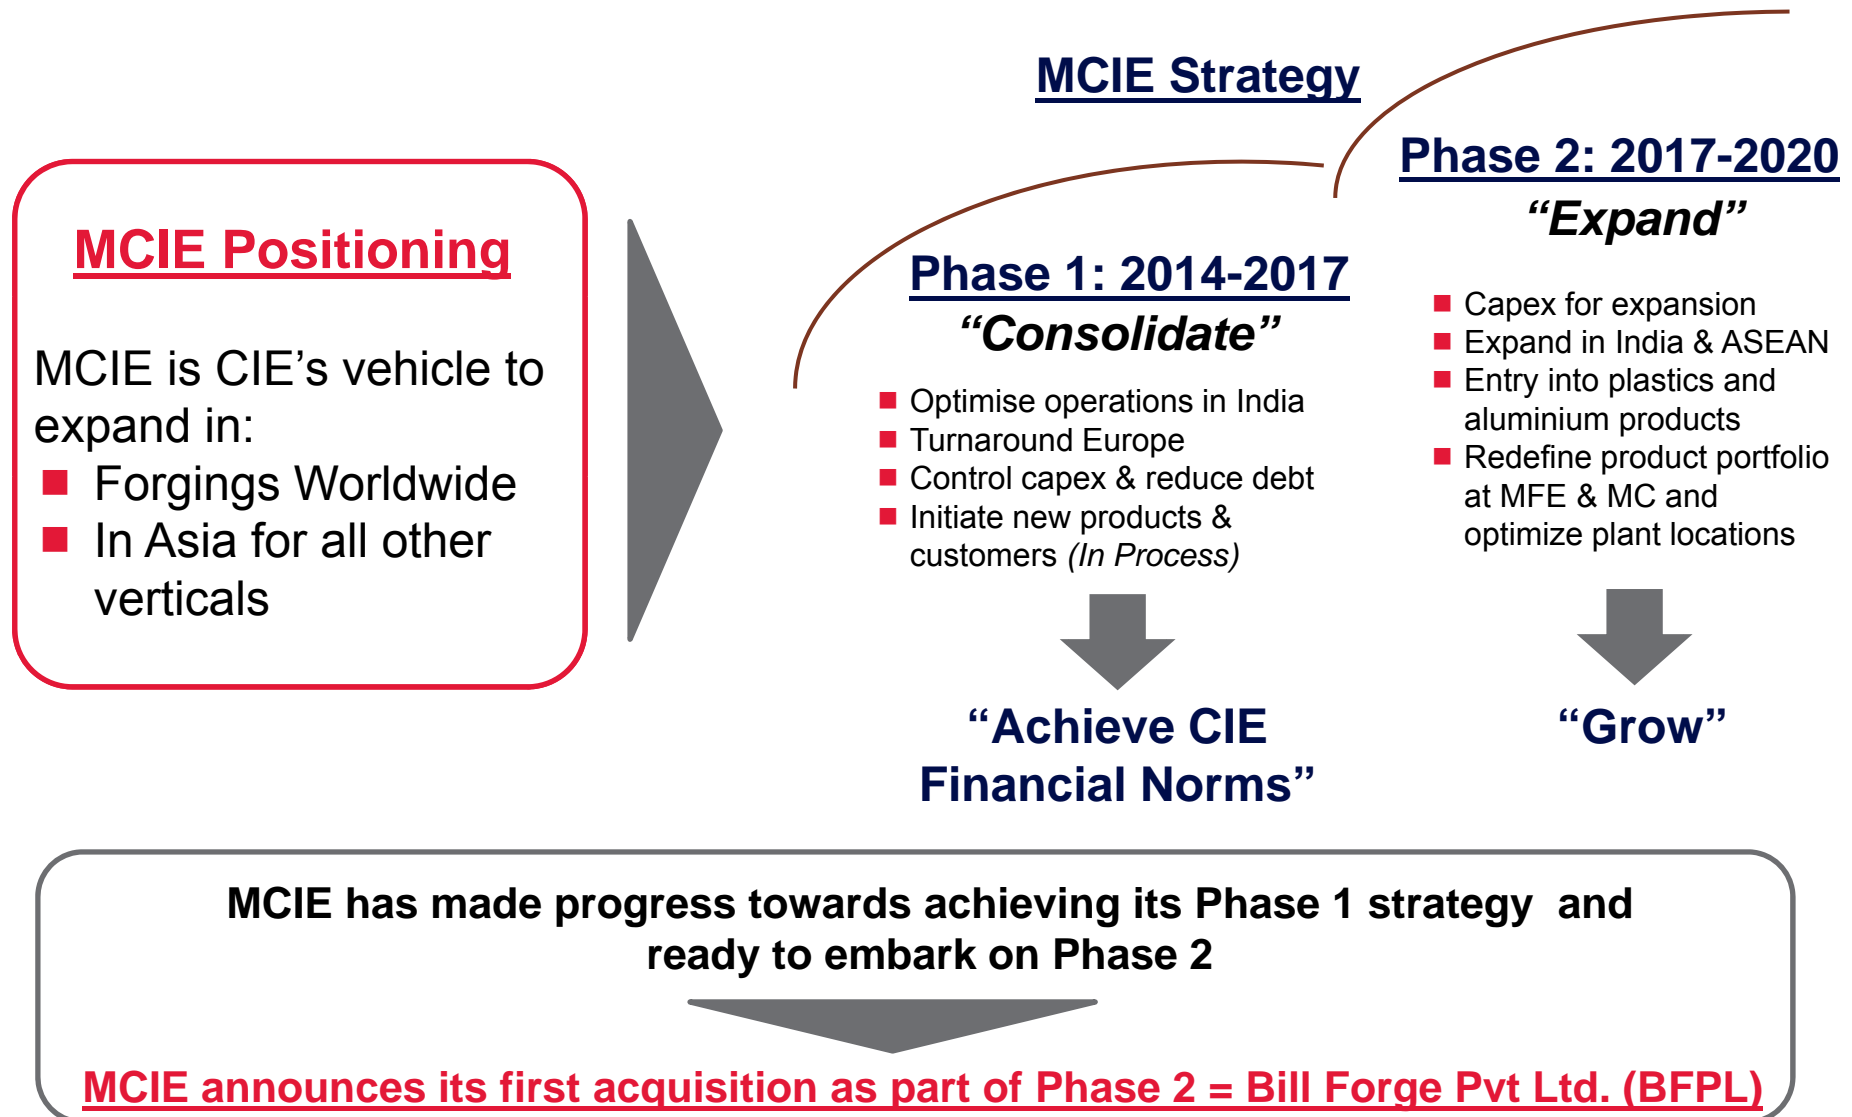 MCIE Strategy
MCIE Positioning
MCIE is CIE’s vehicle to
expand in:
Forgings Worldwide
In Asia for all other
verticals
Phase 1: 2014-2017
“Consolidate”
Optimise operations in India
Turnaround Europe
Control capex & reduce debt
Initiate new products &
customers (In Process)
“Achieve CIE
Financial Norms”
Phase 2: 2017-2020
“Expand”
Capex for expansion
Expand in India & ASEAN
Entry into plastics and
aluminium products
Redefine product portfolio
at MFE & MC and
optimize plant locations
“Grow”
MCIE has made progress towards achieving its Phase 1 strategy  and
ready to embark on Phase 2
MCIE announces its first acquisition as part of Phase 2 = Bill Forge Pvt Ltd. (BFPL)